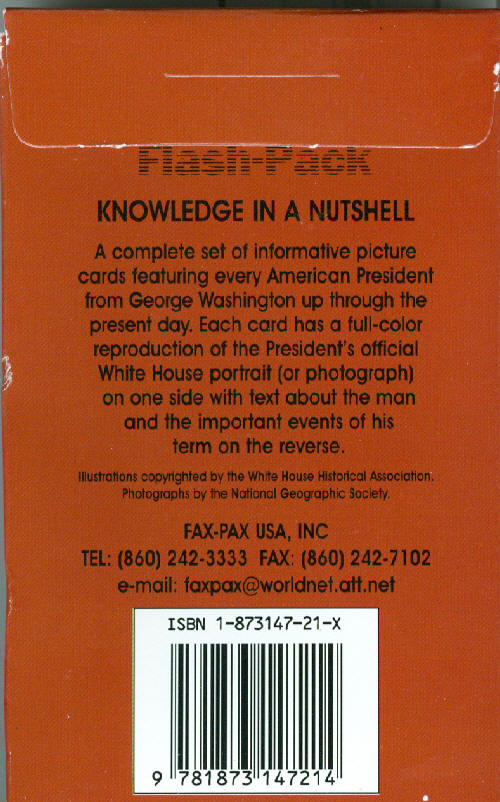 Flash-Pack
KNOWLEDGE IN A NUTSHELL
A complete set of informative picture
cards featuring every American President
from George Washington up through the
present day. Each card has a full-color
reproduction of the President's official
White House portrait (or photograph)
on one side with text about the man
and the important events of his
term on the reverse.
Illustrations copyrighted by the White House Historical Association.
Photographs by the National Geographic Society.
FAX-PAX USA, INC
TEL: (860) 242-3333 FAX: (860) 242-7102
e-mail: faxpax@worldnet.att.net
ISBN 1-873147-21-X
9 781873 147214